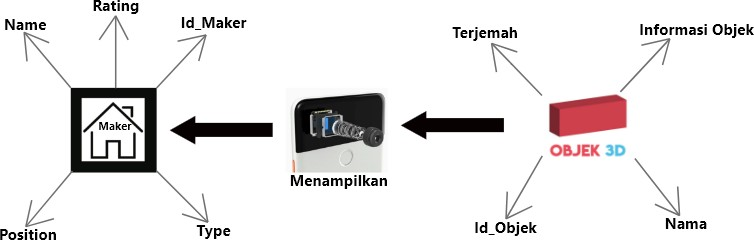 Rating
Name
Id_Maker
Terjemah
Informasi Objek
Maker
OBJEK 3D
Menampilkan
Position
Type
Id_Objek
Nama